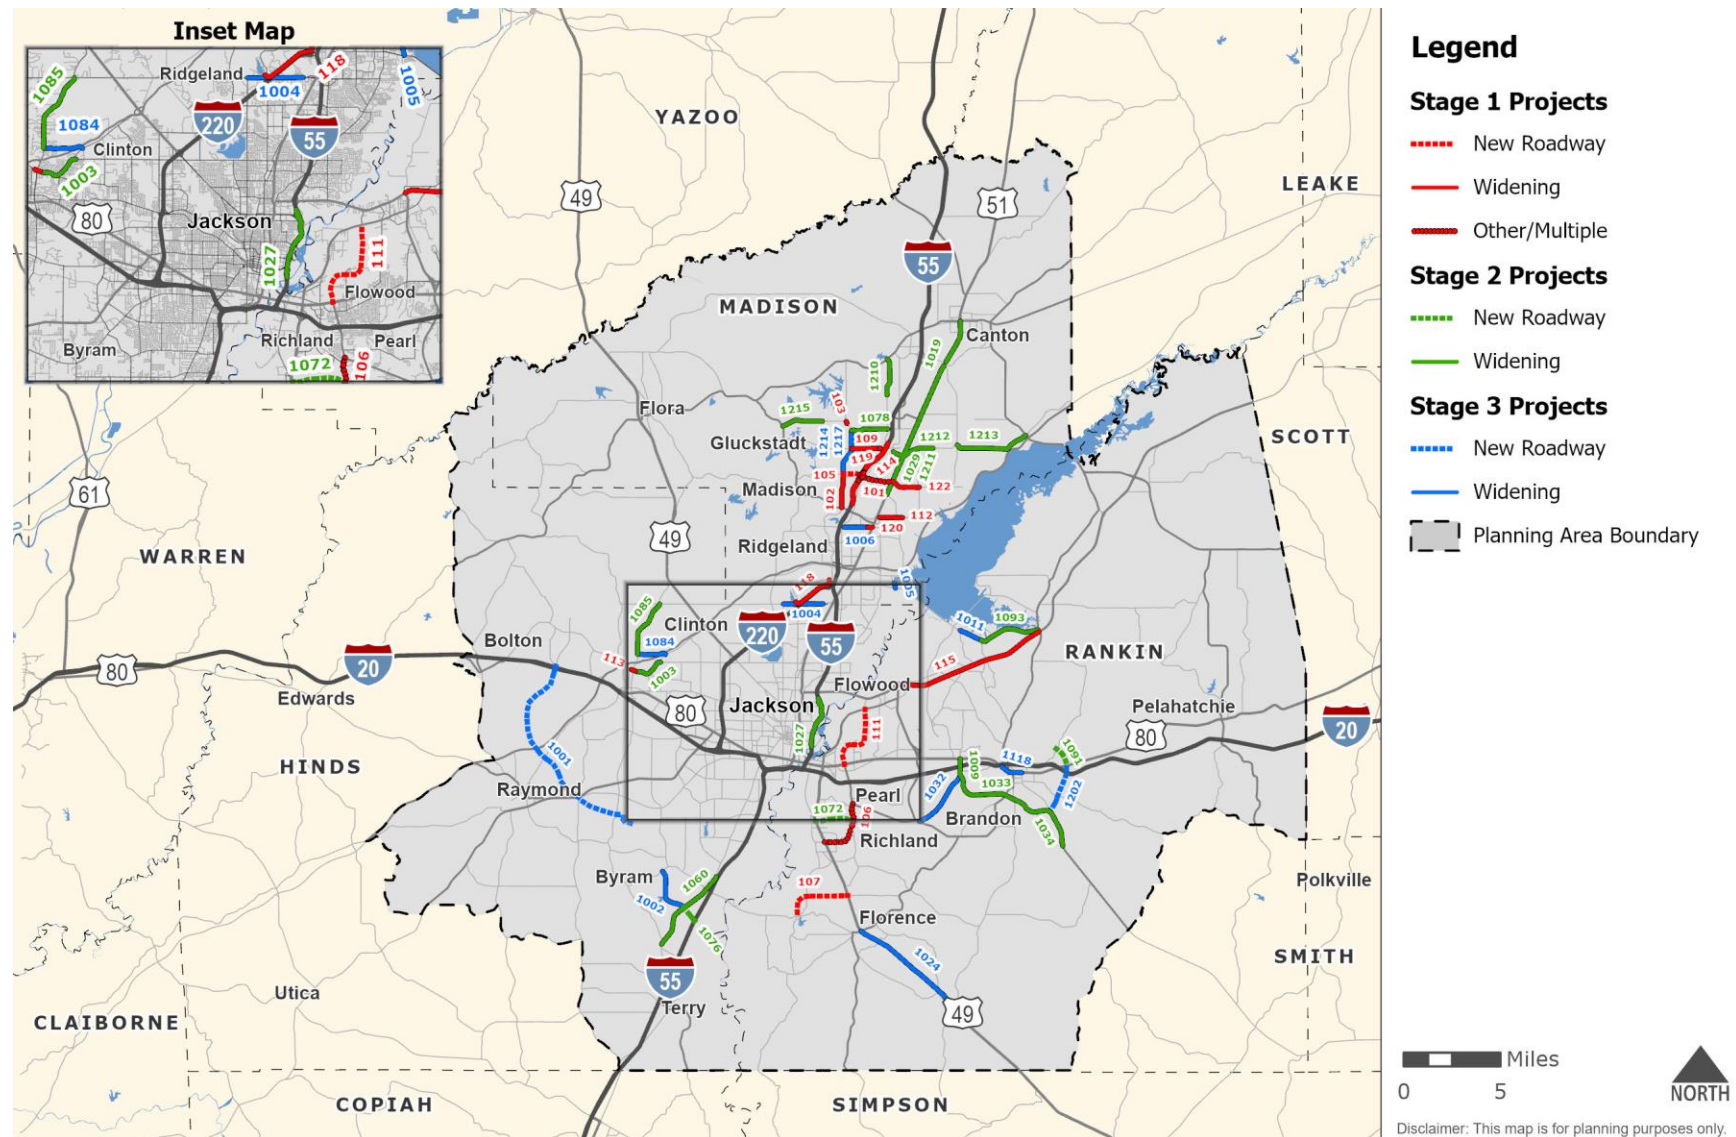 Inset Map
Ridgeland
118
1004
1005
1085
220
55
1084
Clinton
1003
80
Jackson
1027
111
Flowood
Richland
Pearl
Byram
1072
106
YAZOO
LEAKE
49
51
55
MADISON
Canton
1019
1210
Flora
1215
103
1078
SCOTT
Gluckstadt
1214
1217
109
1212
1213
119
114
1029
1211
61
105
Madison
102
101
122
112
120
49
Ridgeland
1006
WARREN
118
1005
1004
1085
Clinton
220
55
1011
1093
Bolton
1084
RANKIN
80
20
113
1003
115
Edwards
Flowood
80
Jackson
Pelahatchie
111
1027
80
20
1001
HINDS
1009
1118
1091
1033
1202
1032
Raymond
Pearl
1072
106
Brandon
1034
Richland
Byram
1060
107
Polkville
1002
Florence
1076
1024
SMITH
55
Utica
Terry
49
CLAIBORNE
COPIAH
SIMPSON
Legend
Stage 1 Projects
New Roadway
Widening
Other/Multiple
Stage 2 Projects
New Roadway
Widening
Stage 3 Projects
New Roadway
Widening
Planning Area Boundary
Miles
0
5
NORTH
Disclaimer: This map is for planning purposes only.